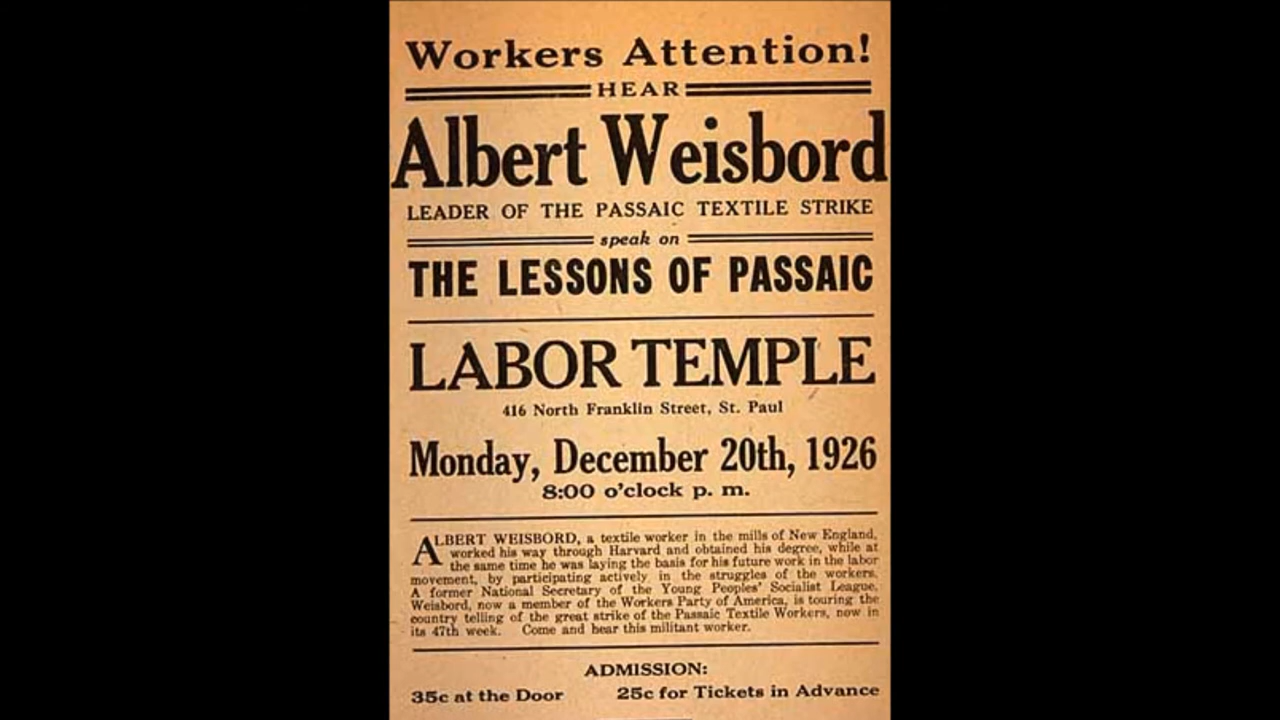 Workers Attention!
HEAR
Albert Weisbord
LEADER OF THE PASSAIC TEXTILE STRIKE
speak on
THE LESSONS OF PASSAIC
LABOR TEMPLE
416 North Franklin Street, St. Paul
Monday, December 20th, 1926
8:00 o'clock p. m.
ALBERT WEISBORD, a textile worker in the mills of New England,
worked his way through Harvard and obtained his degree, while at
the same time he was laying the basis for his future work in the labor
movement, by participating actively in the struggles of the workers.
A former National Secretary of the Young Peoples' Socialist League,
Weisbord, now a member of the Workers Party of America, is touring the
country telling of the great strike of the Passaic Textile Workers, now in
its 47th week. Come and hear this militant worker.
ADMISSION:
35c at the Door 25c for Tickets in Advance